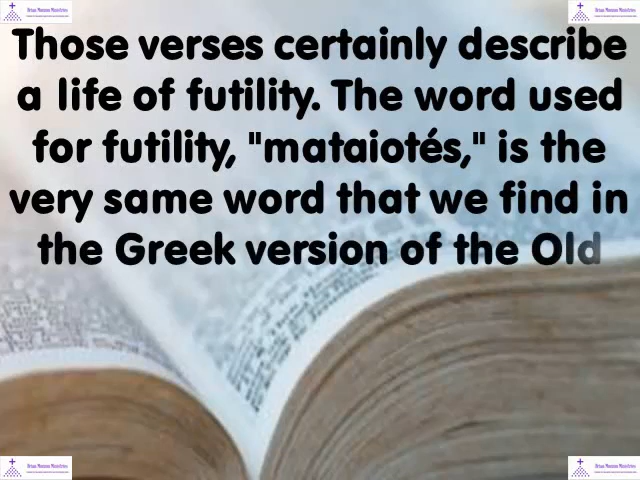 Those verses certainly describe
a life of futility. The word used
for futility, "mataiotés," is the
very same word that we find in
the Greek version of the Old